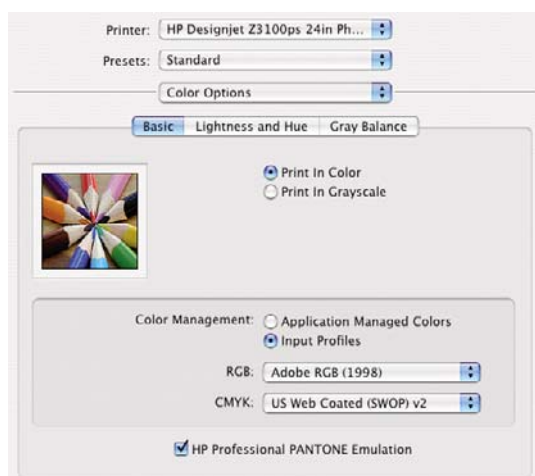 Printer: HP Designjet Z3100ps 24in Ph...
Presets: Standard
Color Options
Basic Lightness and Hue Gray Balance
Print In Color
Print In Grayscale
Color Management: Application Managed Colors
Input Profiles
RGB: Adobe RGB (1998)
CMYK: US Web Coated (SWOP) v2
HP Professional PANTONE Emulation